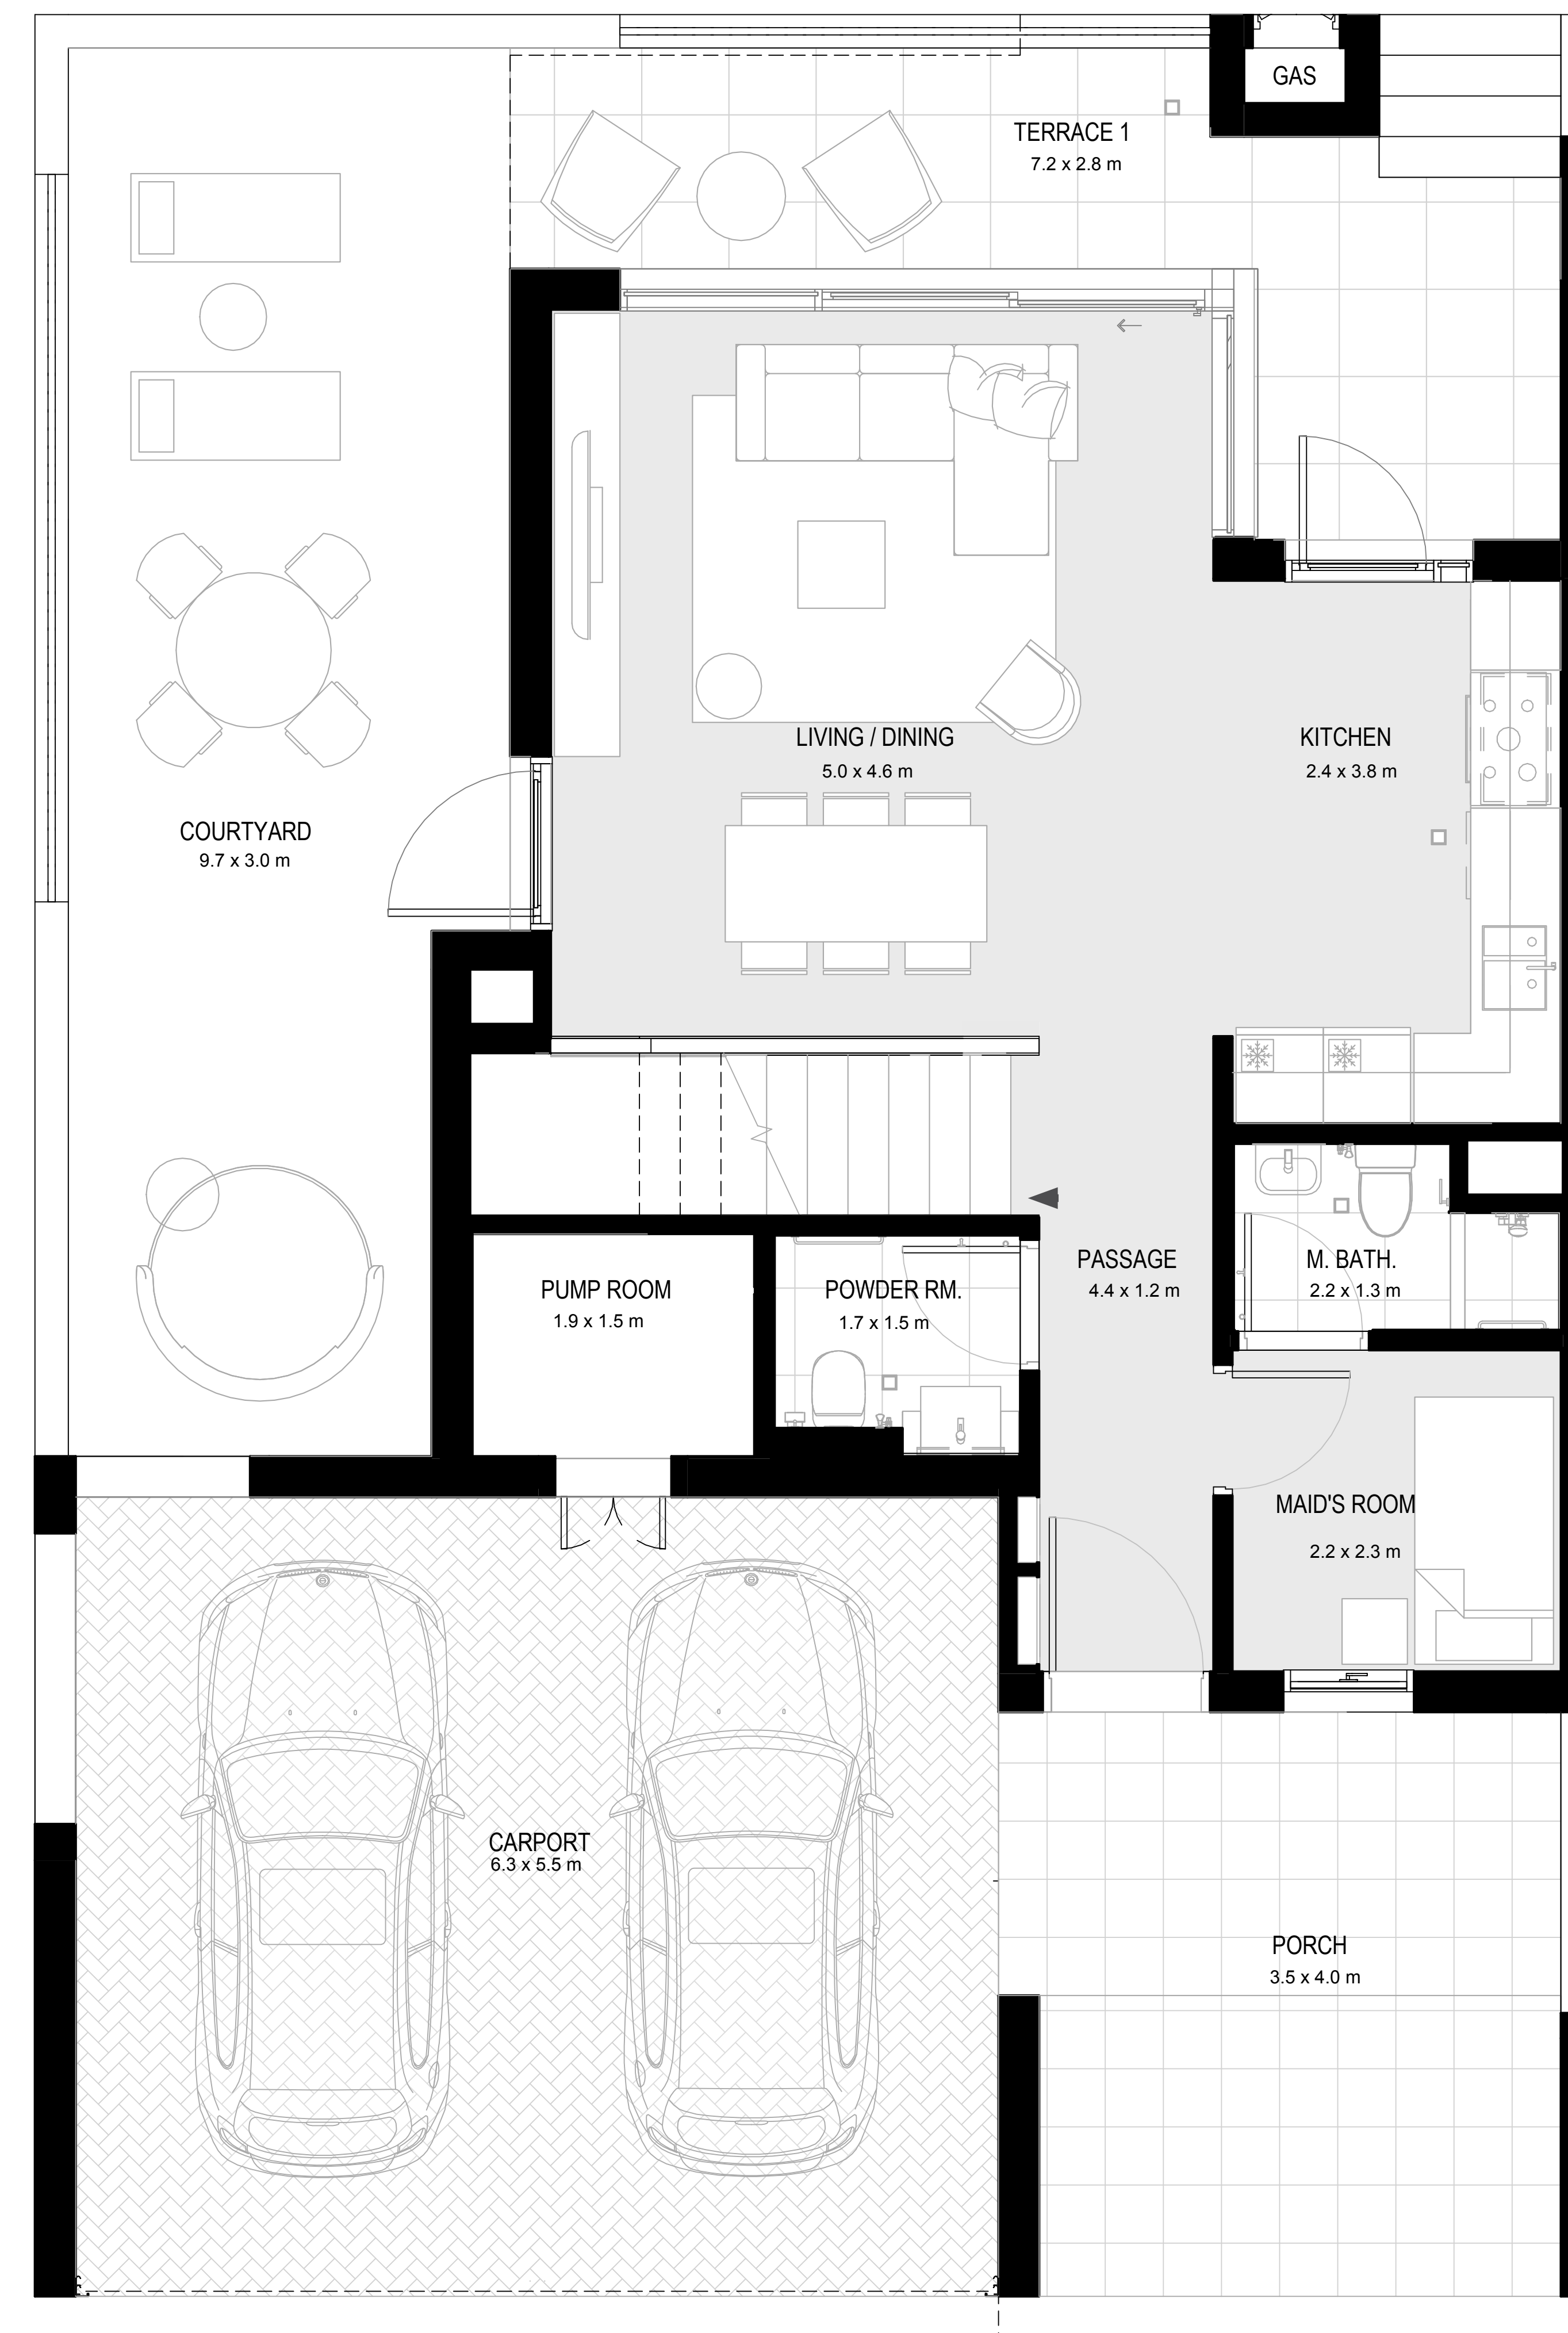 GAS
TERRACE 1
7.2 x 2.8 m
LIVING / DINING
5.0 x 4.6 m
KITCHEN
2.4 x 3.8 m
COURTYARD
9.7 x 3.0 m
PASSAGE
4.4 x 1.2 m
M. BATH.
2.2 x 1.3 m
PUMP ROOM
1.9 x 1.5 m
POWDER RM.
1.7 x 1.5 m
MAID'S ROOM
2.2 x 2.3 m
CARPORT
6.3 x 5.5 m
PORCH
3.5 x 4.0 m